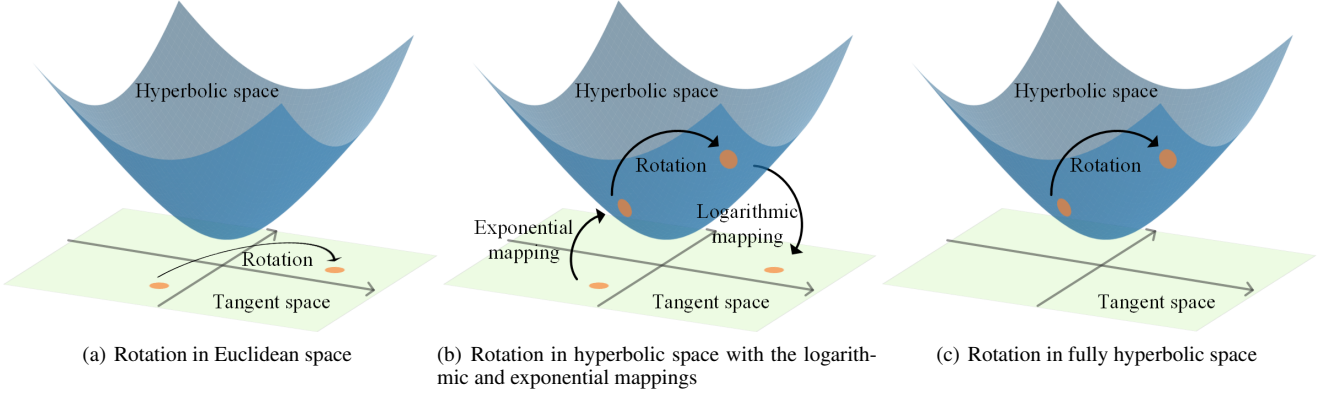 Hyperbolic space
Rotation
Tangent space
(a) Rotation in Euclidean space
Hyperbolic space
Rotation
Exponential
mapping
Logarithmic
mapping
Tangent space
(b) Rotation in hyperbolic space with the logarith-
mic and exponential mappings
Hyperbolic space
Rotation
Tangent space
(c) Rotation in fully hyperbolic space